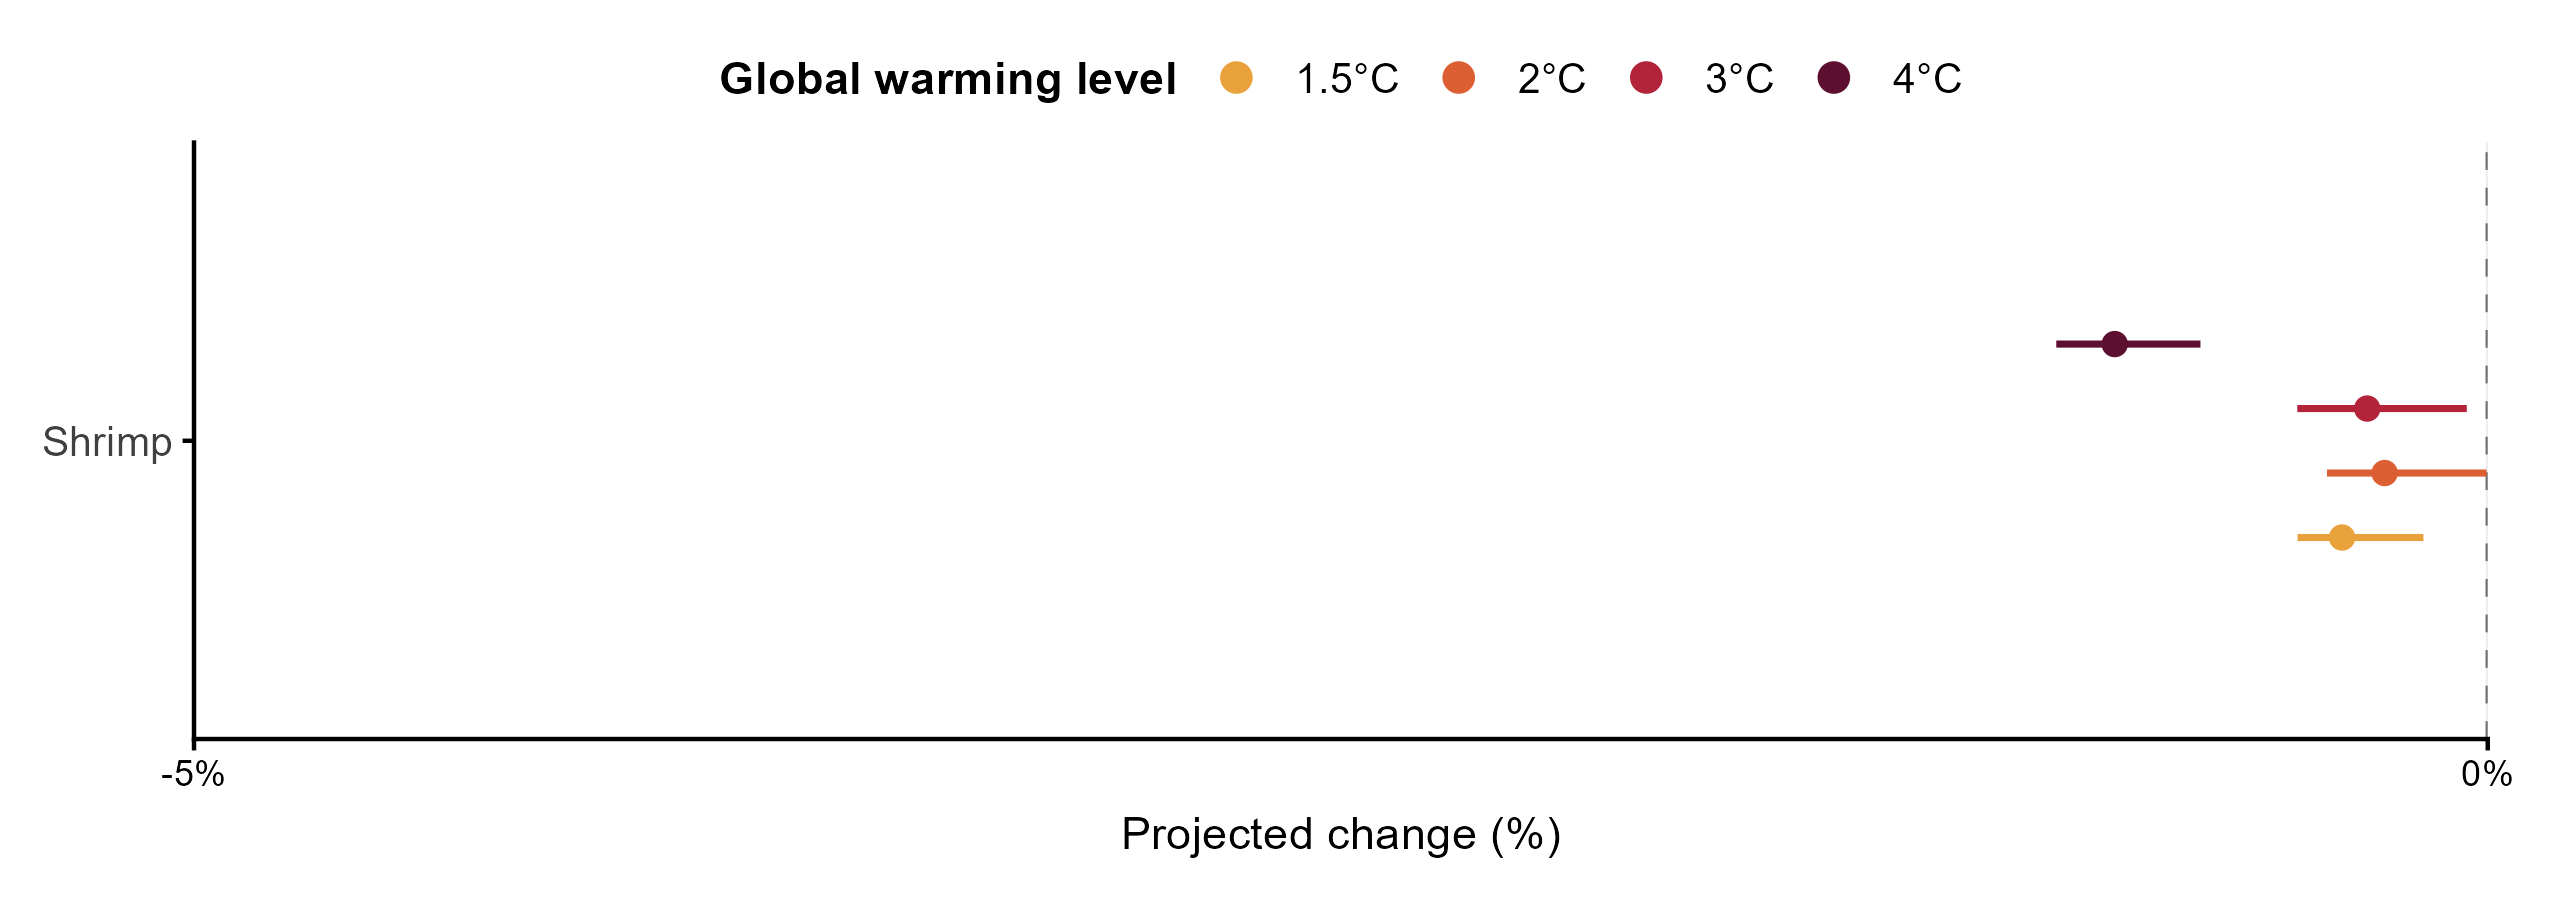 Global warming level 1.5°C 2°C 3°C 4°C
Shrimp
-5% 0%
Projected change (%)